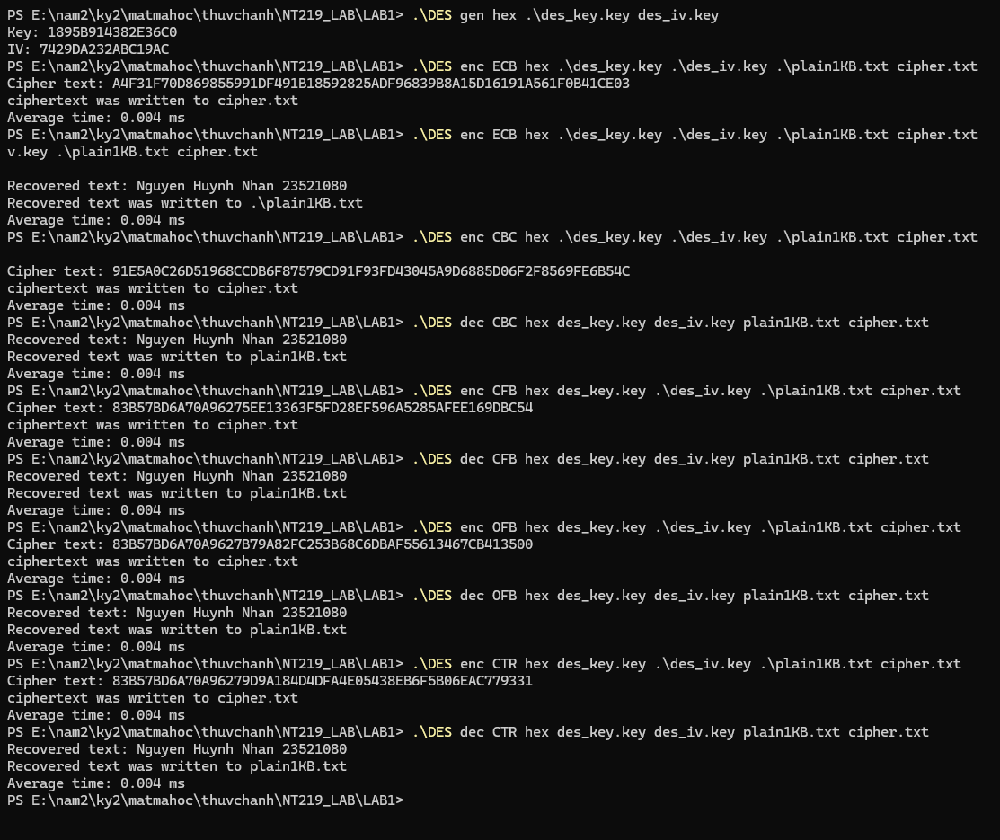 PS E:\nam2\ky2\matmahoc\thuvchanh\NT219_LAB\LAB1> .\DES gen hex .\des_key.key des_iv.key
Key: 1895B914382E36C0
IV: 7429DA232ABC19AC
PS E:\nam2\ky2\matmahoc\thuvchanh\NT219_LAB\LAB1> .\DES enc ECB hex .\des_key.key .\des_iv.key .\plain1KB.txt cipher.txt
Cipher text: A4F31F70D869855991DF491B18592825ADF96839B8A15D16191A561F0B41CE03
ciphertext was written to cipher.txt
Average time: 0.004 ms
PS E:\nam2\ky2\matmahoc\thuvchanh\NT219_LAB\LAB1> .\DES enc ECB hex .\des_key.key .\des_iv.key .\plain1KB.txt cipher.txt
v.key .\plain1KB.txt cipher.txt
Recovered text: Nguyen Huynh Nhan 23521080
Recovered text was written to .\plain1KB.txt
Average time: 0.004 ms
PS E:\nam2\ky2\matmahoc\thuvchanh\NT219_LAB\LAB1> .\DES enc CBC hex .\des_key.key .\des_iv.key .\plain1KB.txt cipher.txt
Cipher text: 91E5A0C26D51968CCDB6F87579CD91F93FD43045A9D6885D06F2F8569FE6B54C
ciphertext was written to cipher.txt
Average time: 0.004 ms
PS E:\nam2\ky2\matmahoc\thuvchanh\NT219_LAB\LAB1> .\DES dec CBC hex des_key.key des_iv.key plain1KB.txt cipher.txt
Recovered text: Nguyen Huynh Nhan 23521080
Recovered text was written to plain1KB.txt
Average time: 0.004 ms
PS E:\nam2\ky2\matmahoc\thuvchanh\NT219_LAB\LAB1> .\DES enc CFB hex des_key.key .\des_iv.key .\plain1KB.txt cipher.txt
Cipher text: 83B57BD6A70A96275EE13363F5FD28EF596A5285AFEE169DBC54
ciphertext was written to cipher.txt
Average time: 0.004 ms
PS E:\nam2\ky2\matmahoc\thuvchanh\NT219_LAB\LAB1> .\DES dec CFB hex des_key.key des_iv.key plain1KB.txt cipher.txt
Recovered text: Nguyen Huynh Nhan 23521080
Recovered text was written to plain1KB.txt
Average time: 0.004 ms
PS E:\nam2\ky2\matmahoc\thuvchanh\NT219_LAB\LAB1> .\DES enc OFB hex des_key.key .\des_iv.key .\plain1KB.txt cipher.txt
Cipher text: 83B57BD6A70A9627B79A82FC253B68C6DBAF55613467CB413500
ciphertext was written to cipher.txt
Average time: 0.004 ms
PS E:\nam2\ky2\matmahoc\thuvchanh\NT219_LAB\LAB1> .\DES dec OFB hex des_key.key des_iv.key plain1KB.txt cipher.txt
Recovered text: Nguyen Huynh Nhan 23521080
Recovered text was written to plain1KB.txt
Average time: 0.004 ms
PS E:\nam2\ky2\matmahoc\thuvchanh\NT219_LAB\LAB1> .\DES enc CTR hex des_key.key .\des_iv.key .\plain1KB.txt cipher.txt
Cipher text: 83B57BD6A70A96279D9A184D4DFA4E05438EB6F5B06EAC779331
ciphertext was written to cipher.txt
Average time: 0.004 ms
PS E:\nam2\ky2\matmahoc\thuvchanh\NT219_LAB\LAB1> .\DES dec CTR hex des_key.key des_iv.key plain1KB.txt cipher.txt
Recovered text: Nguyen Huynh Nhan 23521080
Recovered text was written to plain1KB.txt
Average time: 0.004 ms
PS E:\nam2\ky2\matmahoc\thuvchanh\NT219_LAB\LAB1>